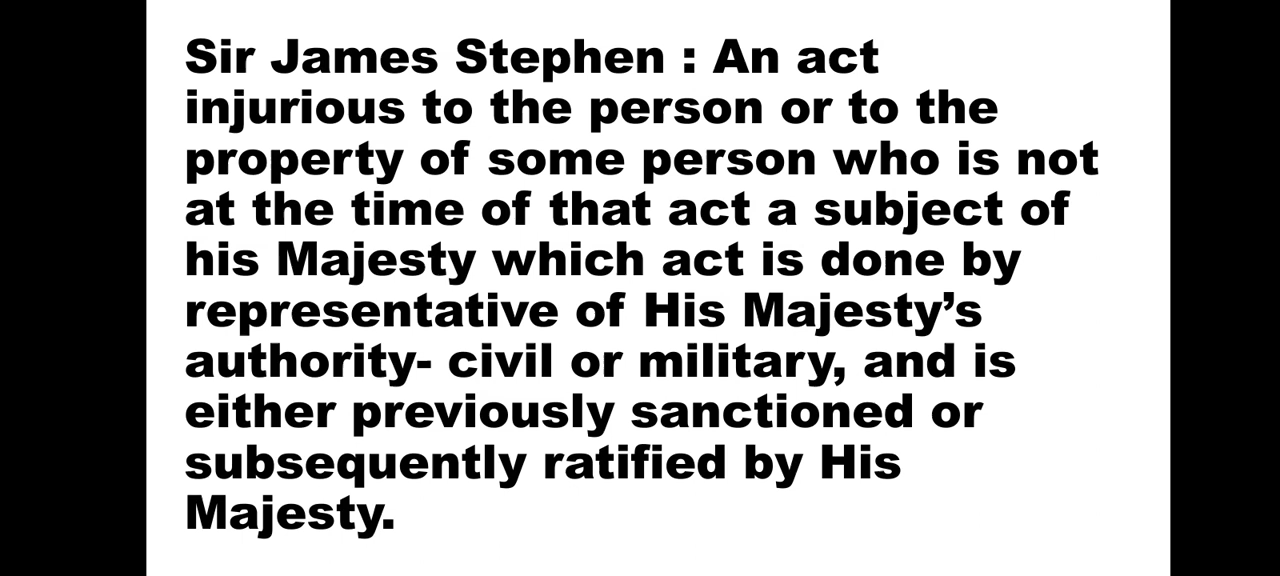 Sir James Stephen : An act
injurious to the person or to the
property of some person who is not
at the time of that act a subject of
his Majesty which act is done by
representative of His Majesty’s
authority- civil or military, and is
either previously sanctioned or
subsequently ratified by His
Majesty.